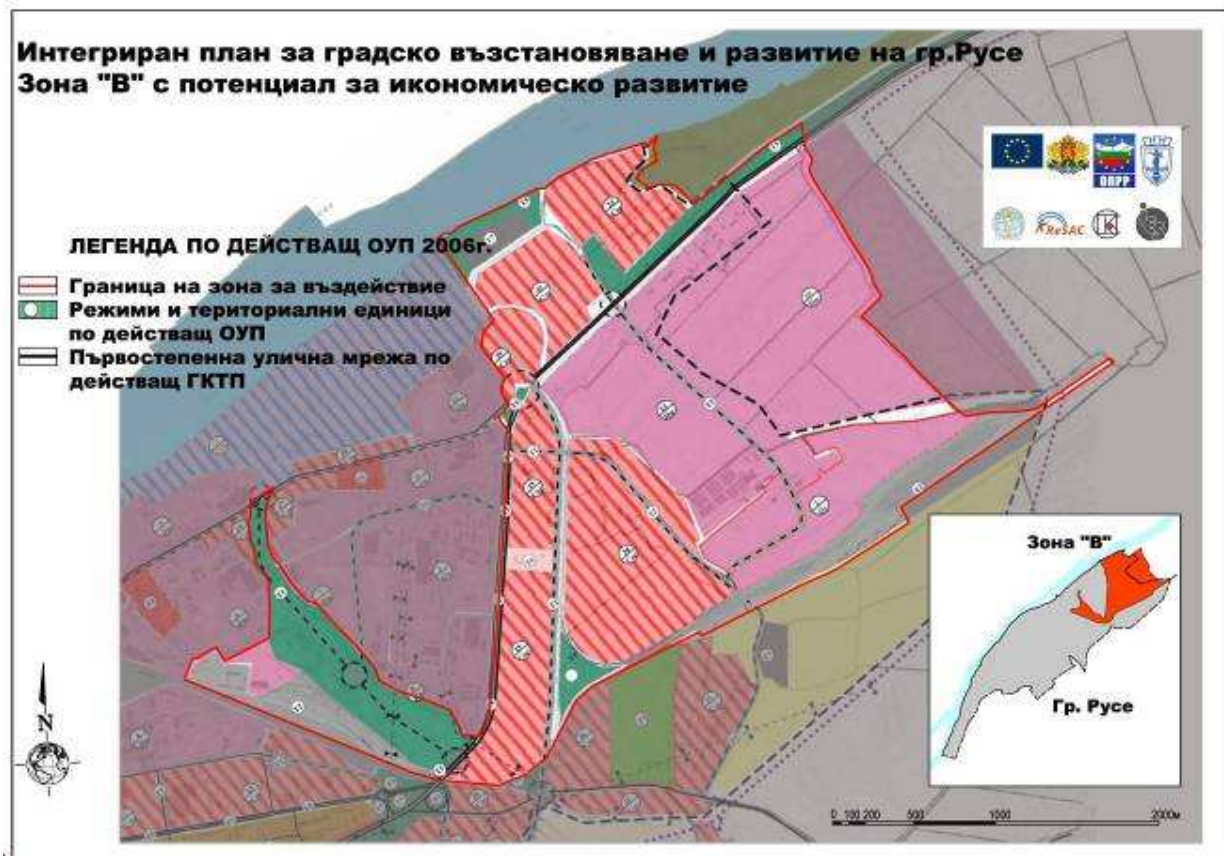 Интегриран план за градско възстановяване и развитие на гр.Русе
Зона "В" с потенциал за икономическо развитие
ОПРР
ReSAC
ЛЕГЕНДА ПО ДЕЙСТВАЩ ОУП 2006г.
Граница на зона за въздействие
Режими и териториални единици
по действащ ОУП
Първостепенна улична мрежа по
действащ ГКТП
Зона "В"
Гр. Русе
N
0 100 200 500 1000 2000м